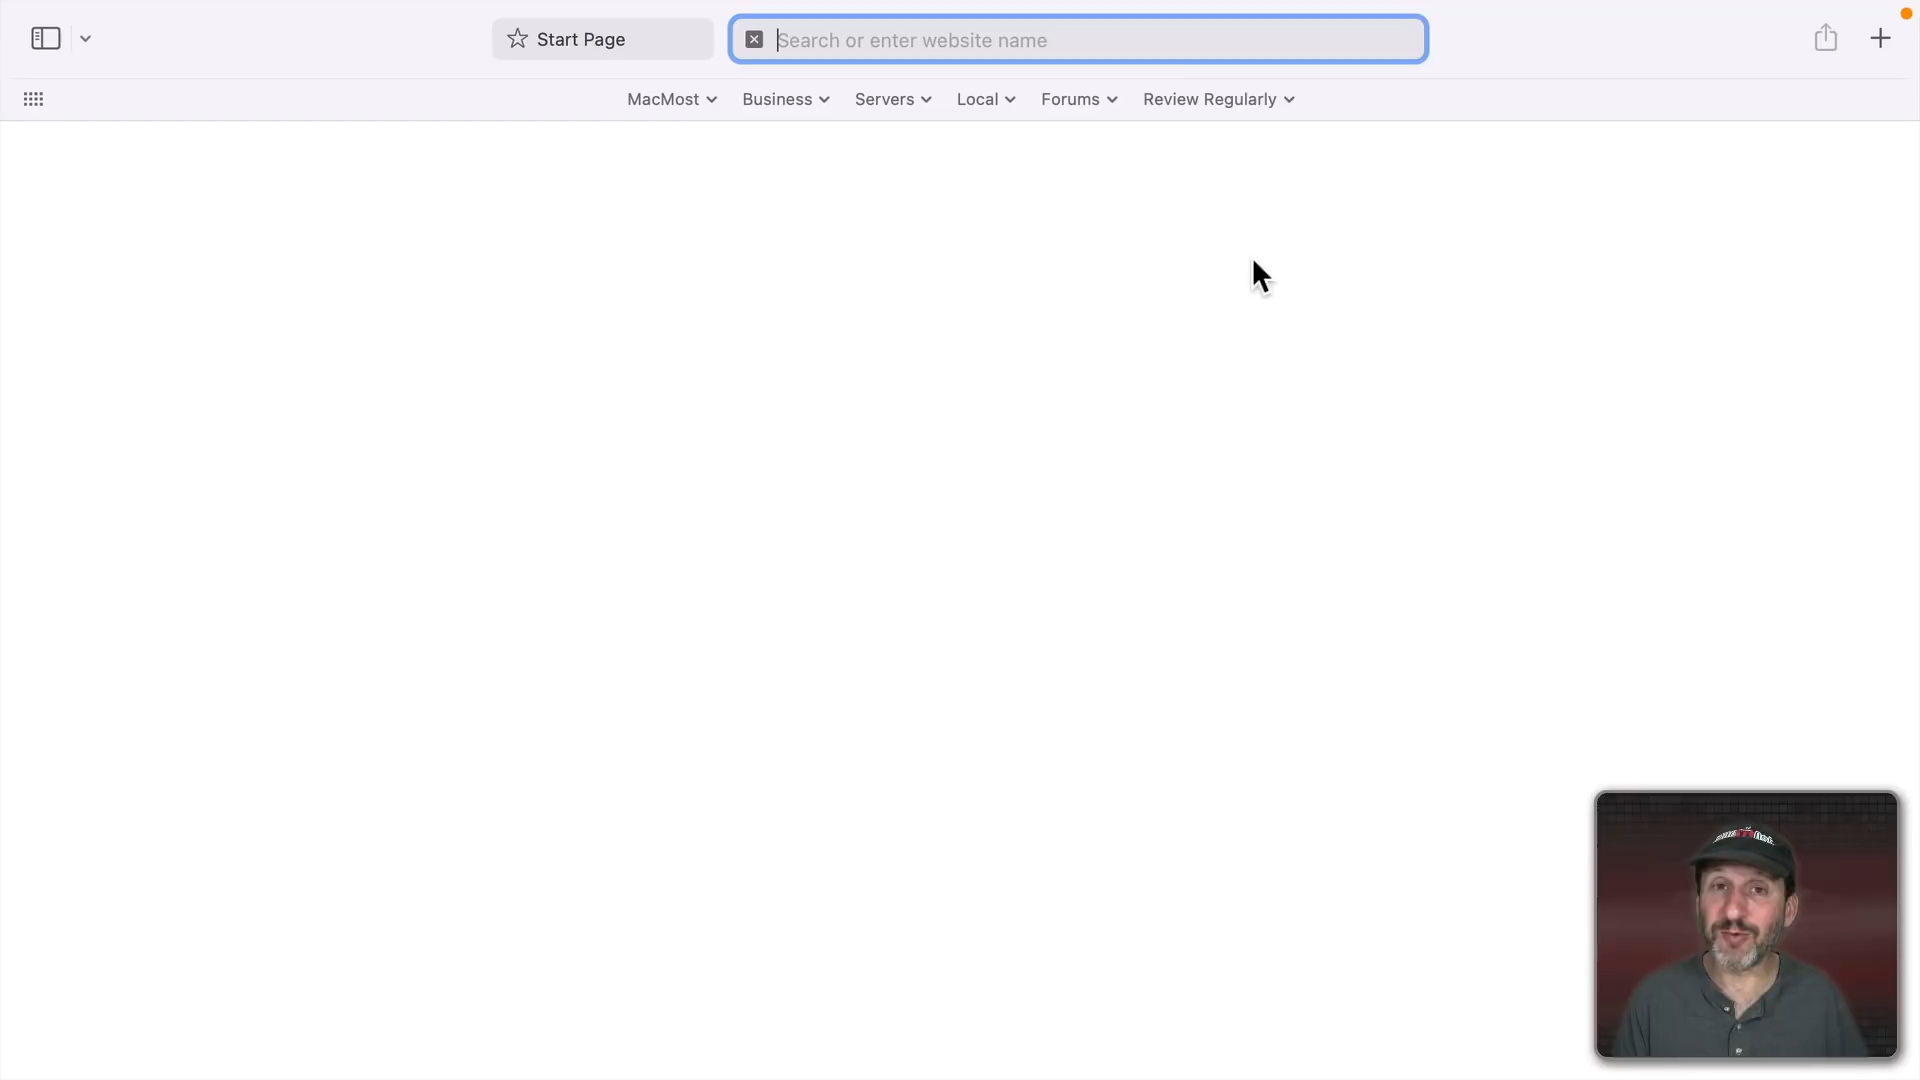 Start Page
Search or enter website name
MacMost
Business
Servers
Local
Forums
Review Regularly